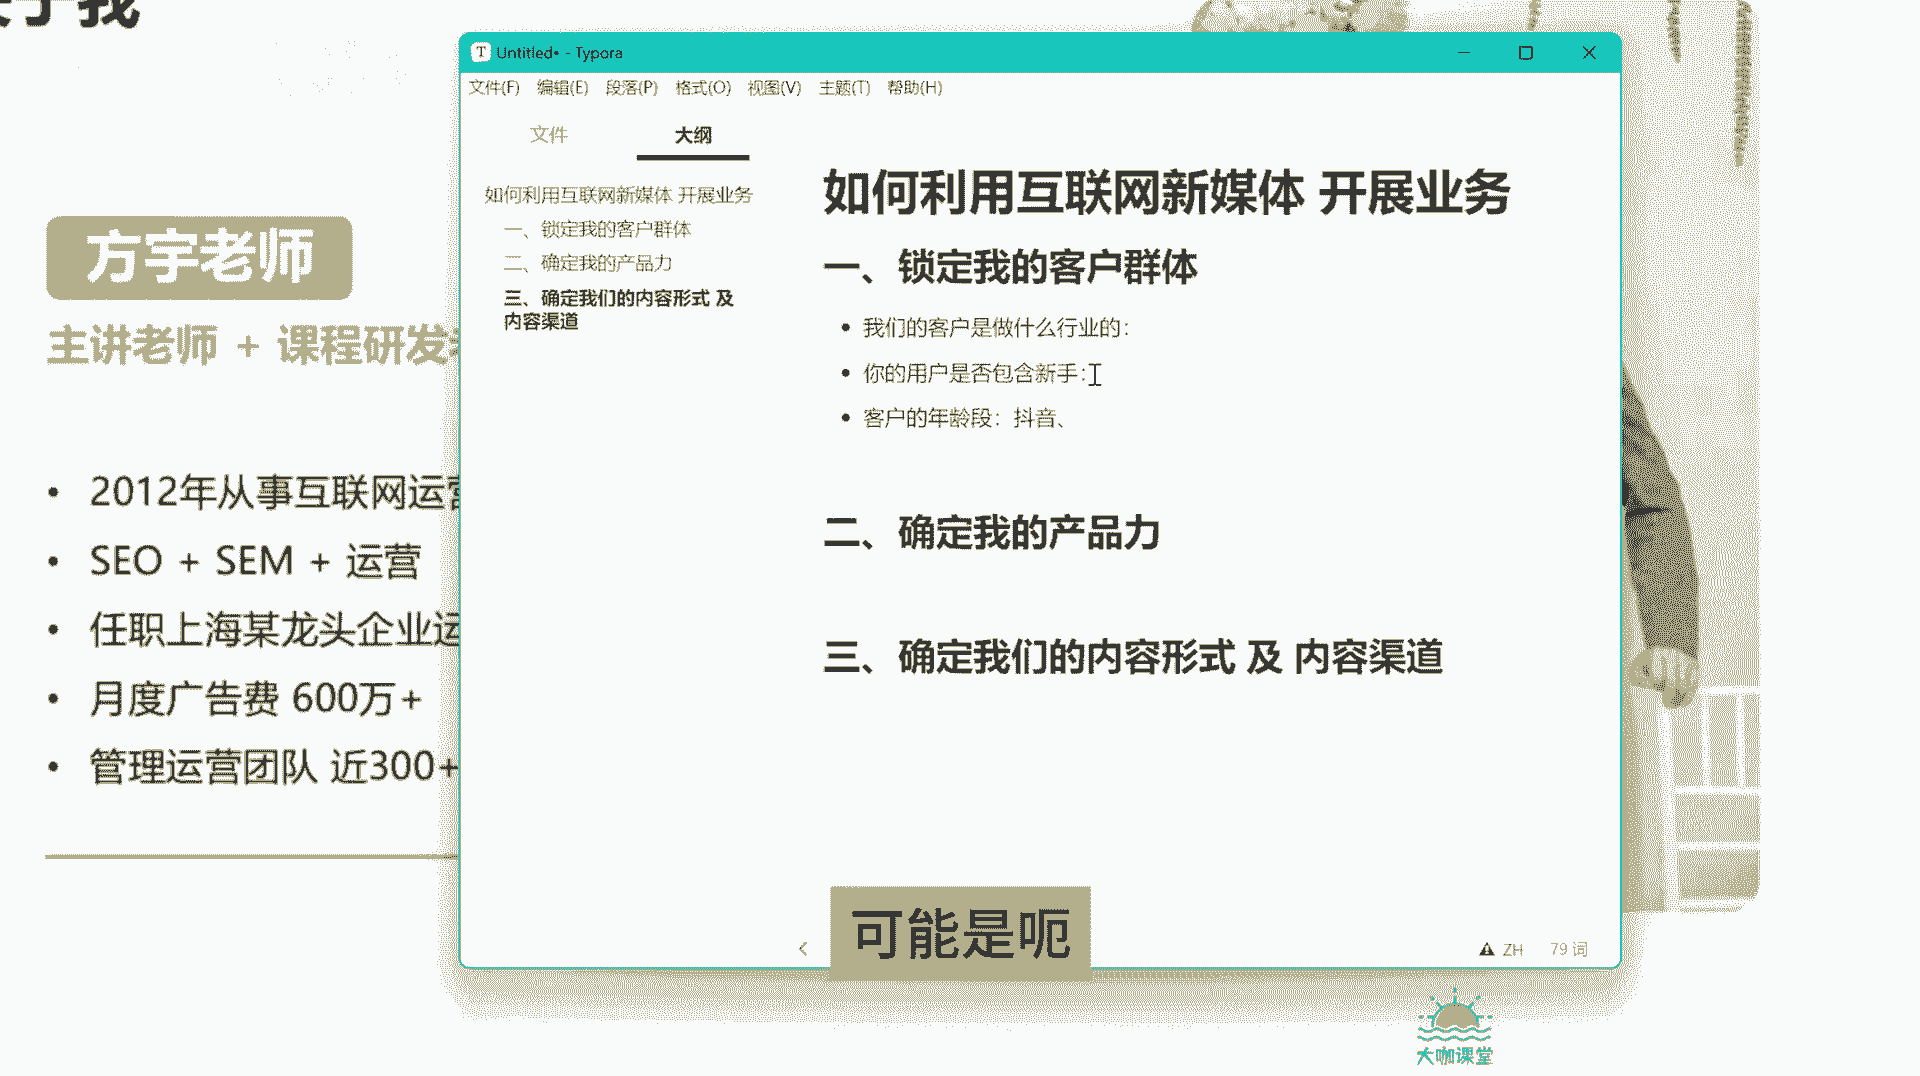 关于我
方宇老师
主讲老师 + 课程研发
2012年从事互联网运营
SEO + SEM + 运营
任职上海某龙头企业运
月度广告费 600万+
管理运营团队 近300+
Untitled• - Typora
文件(F) 编辑(E) 段落(P) 格式(O) 视图(V) 主题(T) 帮助(H)
文件 大纲
如何利用互联网新媒体 开展业务
一、锁定我的客户群体
二、确定我的产品力
三、确定我们的内容形式 及
内容渠道
如何利用互联网新媒体 开展业务
一、锁定我的客户群体
我们的客户是做什么行业的：
你的用户是否包含新手：
客户的年龄段：抖音、
二、确定我的产品力
三、确定我们的内容形式 及 内容渠道
可能是呃
ZH 79 词
大咖课堂